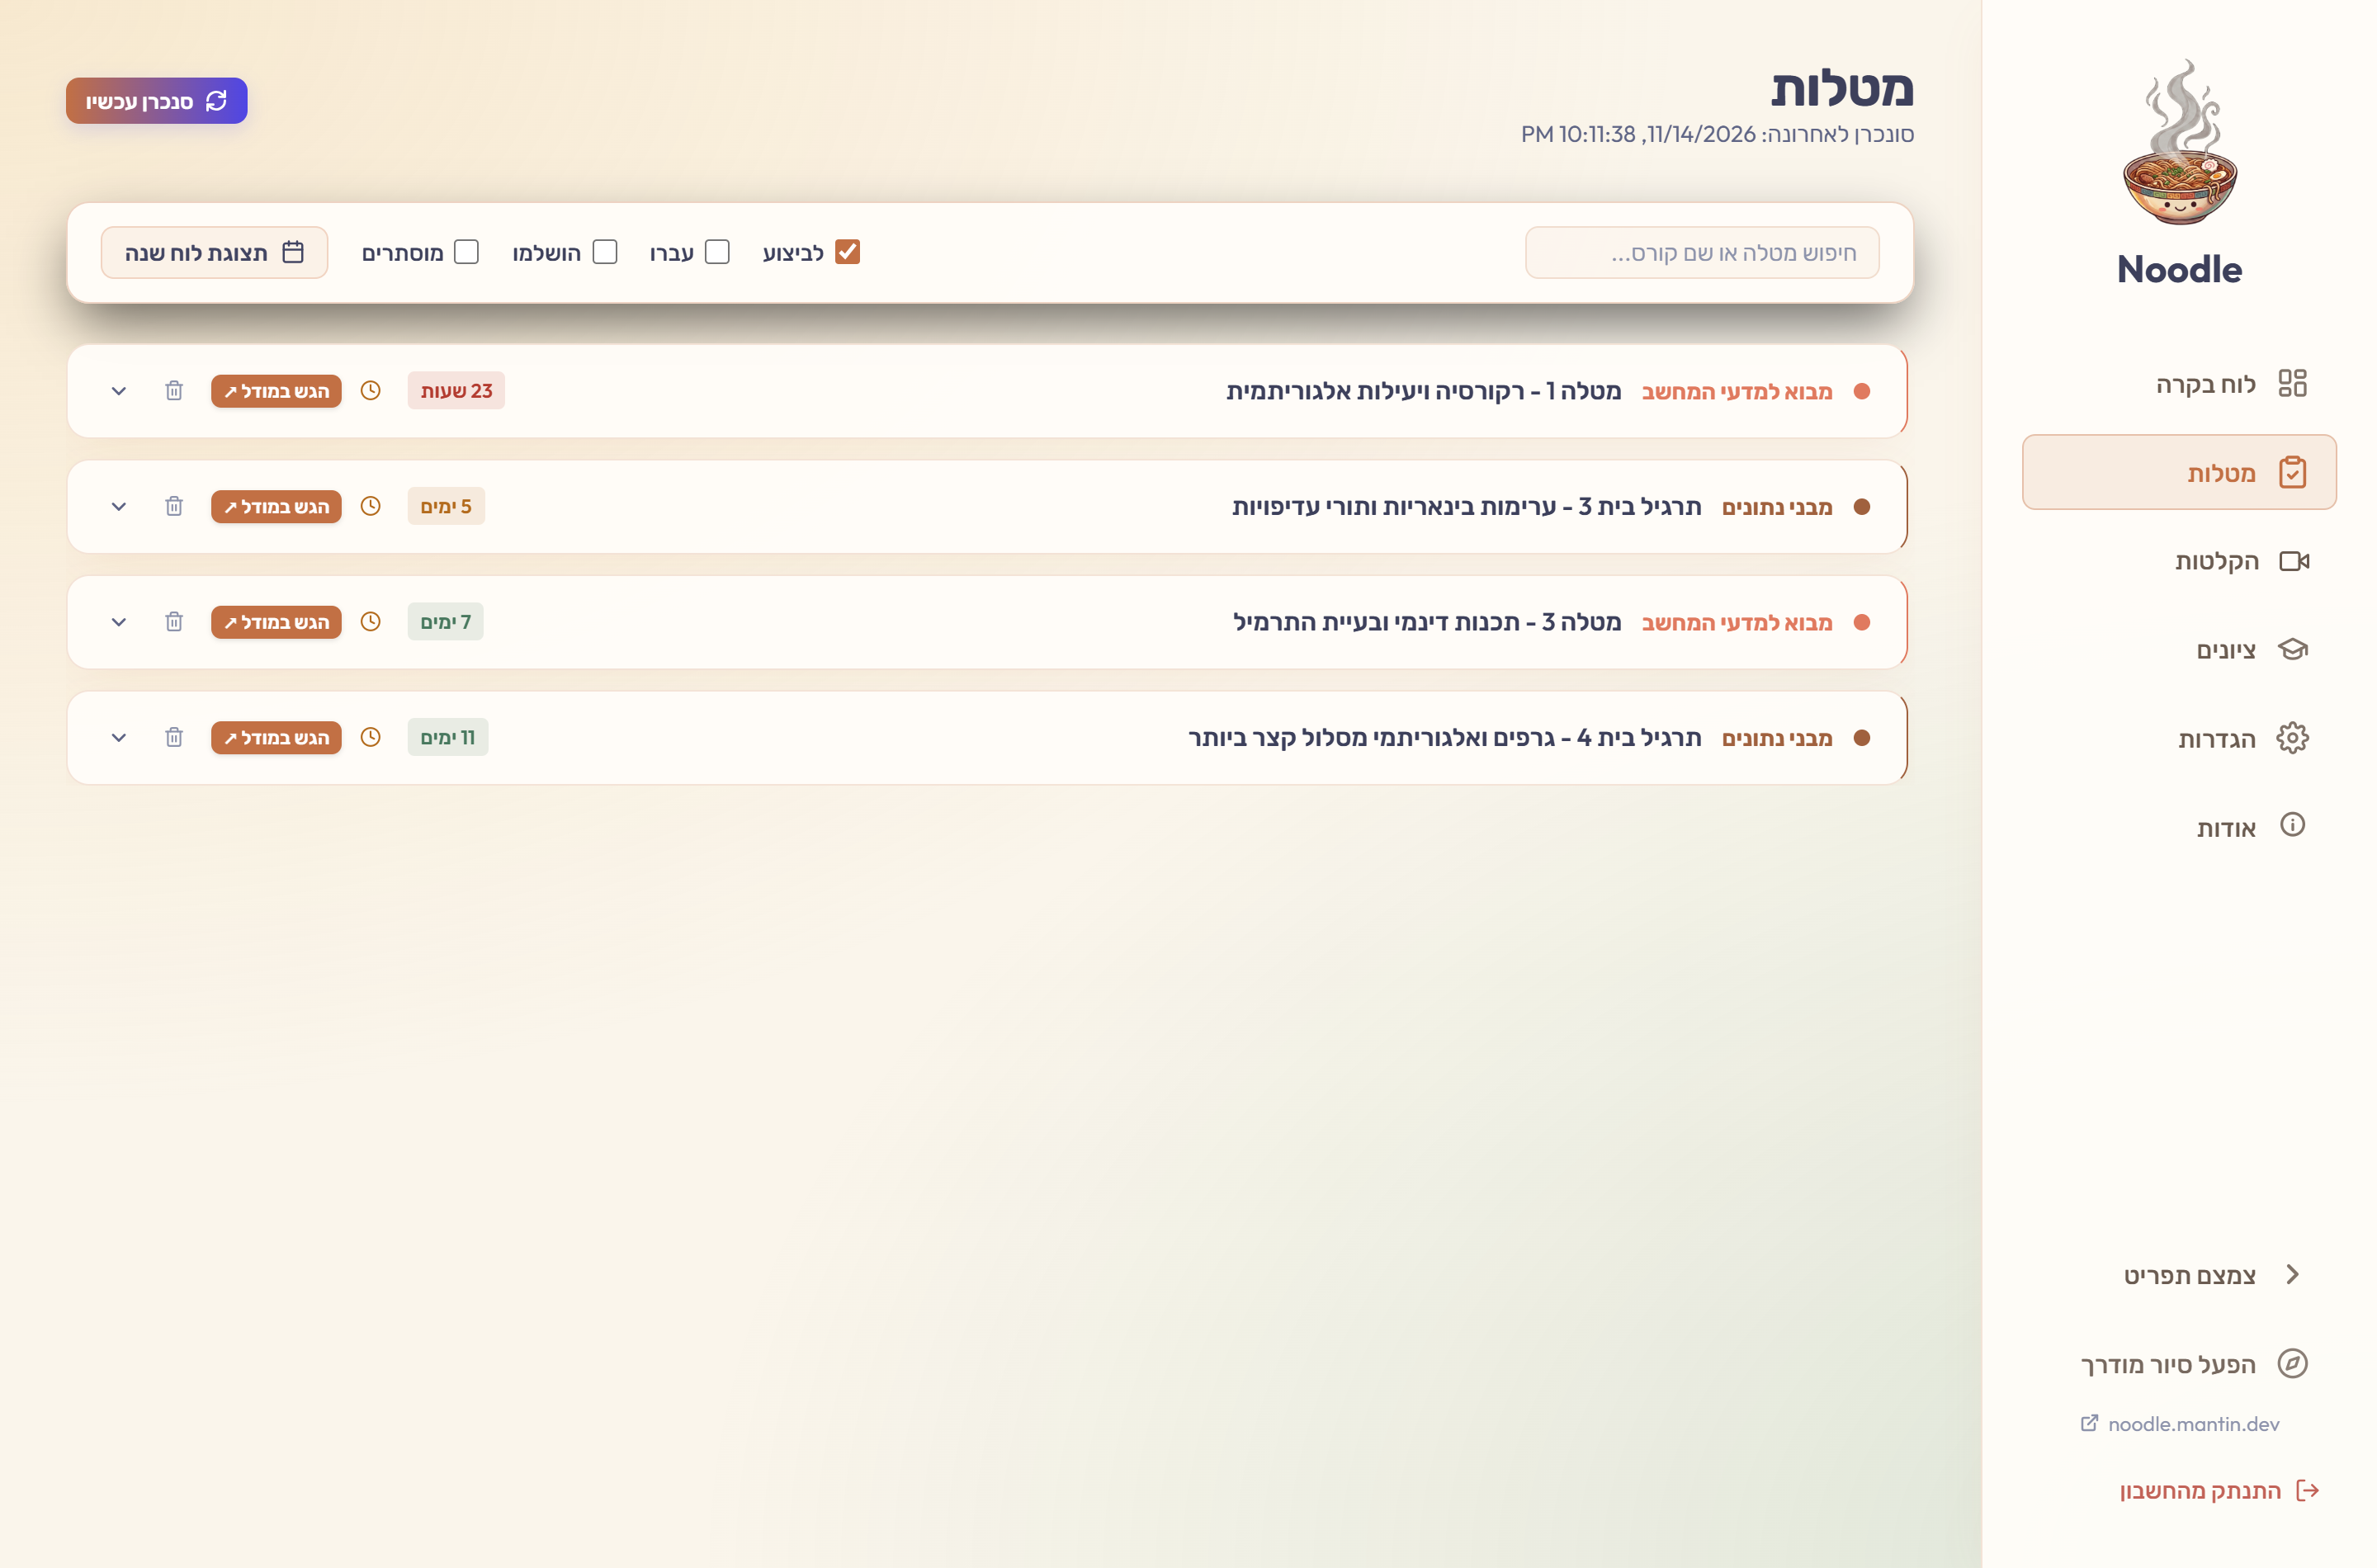 Noodle
לוח בקרה
מטלות
הקלטות
ציונים
הגדרות
אודות
צמצם תפריט
הפעל סיור מודרך
noodle.mantin.dev
התנתק מהחשבון
מטלות
סונכרן לאחרונה: 11/14/2026, 10:11:38 PM
סנכרן עכשיו
חיפוש מטלה או שם קורס...
לביצוע
עברו
הושלמו
מוסתרים
תצוגת לוח שנה
מבוא למדעי המחשב מטלה 1 - רקורסיה ויעילות אלגוריתמית 23 שעות הגש במודל ↗
מבני נתונים תרגיל בית 3 - ערימות בינאריות ותורי עדיפויות 5 ימים הגש במודל ↗
מבוא למדעי המחשב מטלה 3 - תכנות דינמי ובעיית התרמיל 7 ימים הגש במודל ↗
מבני נתונים תרגיל בית 4 - גרפים ואלגוריתמי מסלול קצר ביותר 11 ימים הגש במודל ↗